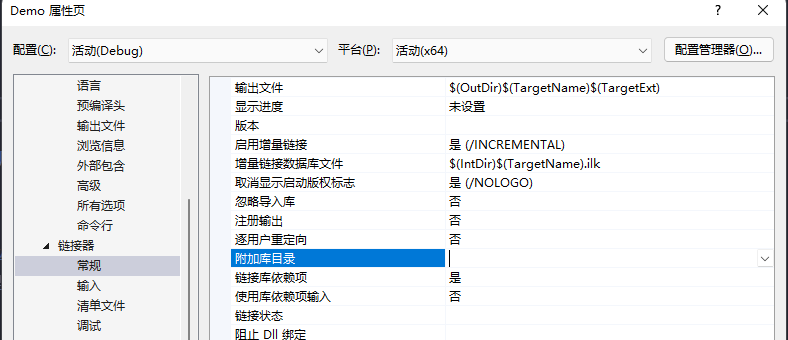 Demo 属性页
配置(C): 活动(Debug) 平台(P): 活动(x64) 配置管理器(O)...
语言
预编译头
输出文件
浏览信息
外部包含
高级
所有选项
命令行
链接器
常规
输入
清单文件
调试
输出文件 $(OutDir)$(TargetName)$(TargetExt)
显示进度 未设置
版本
启用增量链接 是 (/INCREMENTAL)
增量链接数据库文件 $(IntDir)$(TargetName).ilk
取消显示启动版权标志 是 (/NOLOGO)
忽略导入库 否
注册输出 否
逐用户重定向 否
附加库目录
链接库依赖项 是
使用库依赖项输入 否
链接状态
阻止 Dll 绑定